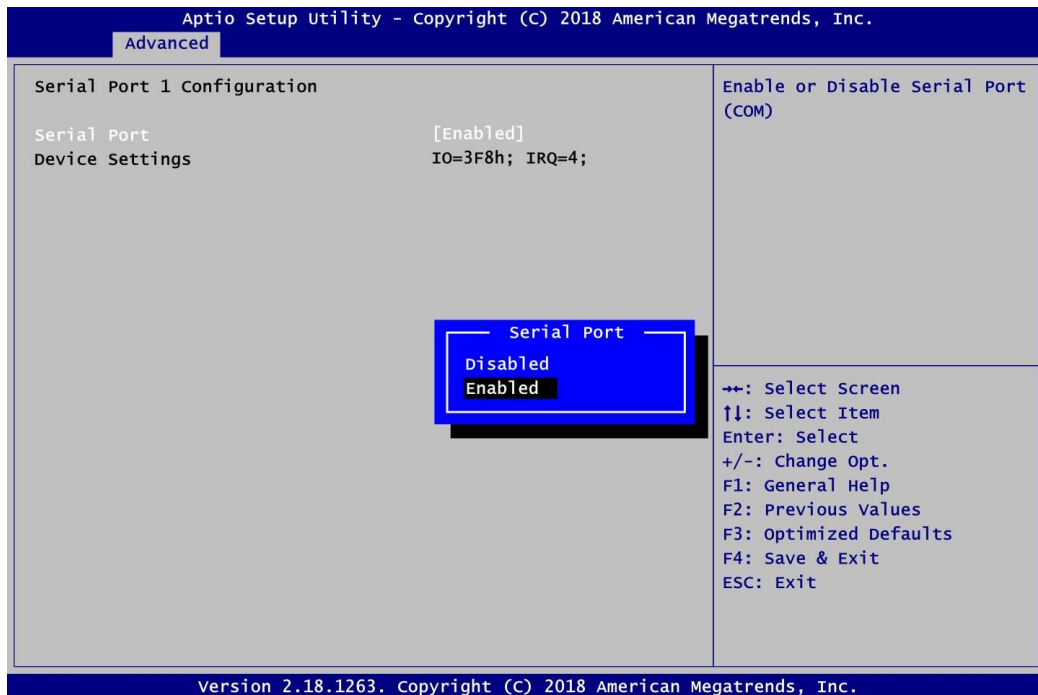 Aptio Setup Utility – Copyright (C) 2018 American Megatrends, Inc.
Advanced
Serial Port 1 Configuration
Serial Port [Enabled]
Device Settings IO=3F8h; IRQ=4;
Enable or Disable Serial Port
(COM)
Serial Port
Disabled
Enabled
→←: Select Screen
↑↓: Select Item
Enter: Select
+/-: Change Opt.
F1: General Help
F2: Previous Values
F3: Optimized Defaults
F4: Save & Exit
ESC: Exit
Version 2.18.1263. Copyright (C) 2018 American Megatrends, Inc.